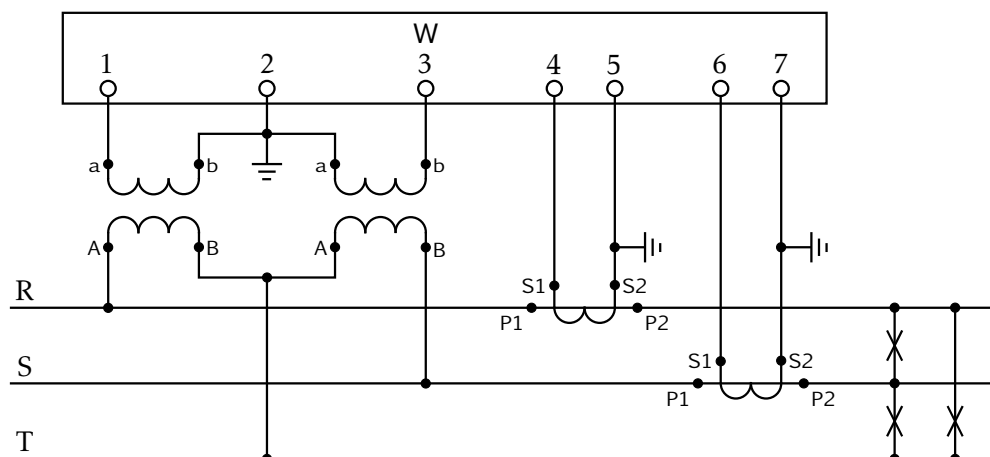 W
1 2 3 4 5 6 7
a b a b
A B A B
R S1 S2
P1 P2
S S1 S2
P1 P2
T